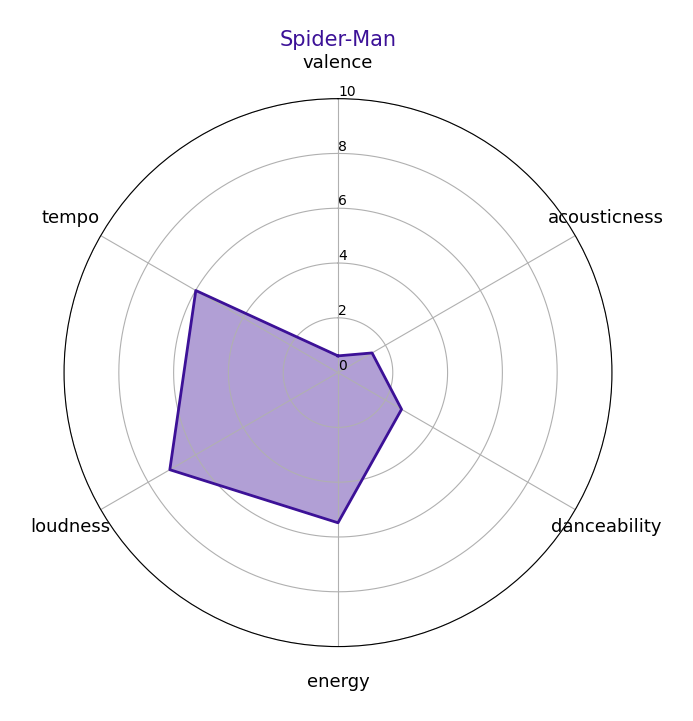 Spider-Man
valence
10
8
tempo
6
acousticness
4
2
0
loudness
danceability
energy